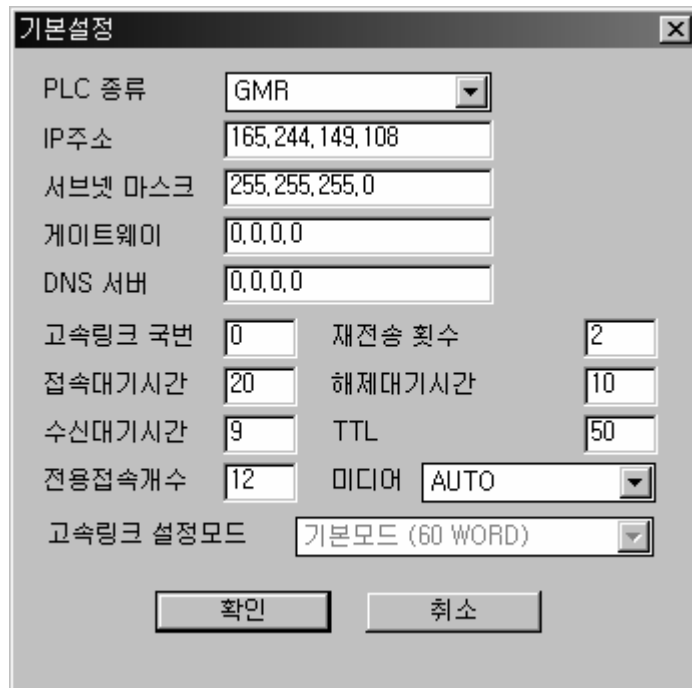 기본설정
PLC 종류 GMR
IP주소 165,244,149,108
서브넷 마스크 255,255,255,0
게이트웨이 0,0,0,0
DNS 서버 0,0,0,0
고속링크 국번 0 재전송 횟수 2
접속대기시간 20 해제대기시간 10
수신대기시간 9 TTL 50
전용접속개수 12 미디어 AUTO
고속링크 설정모드 기본모드 (60 WORD)
확인 취소